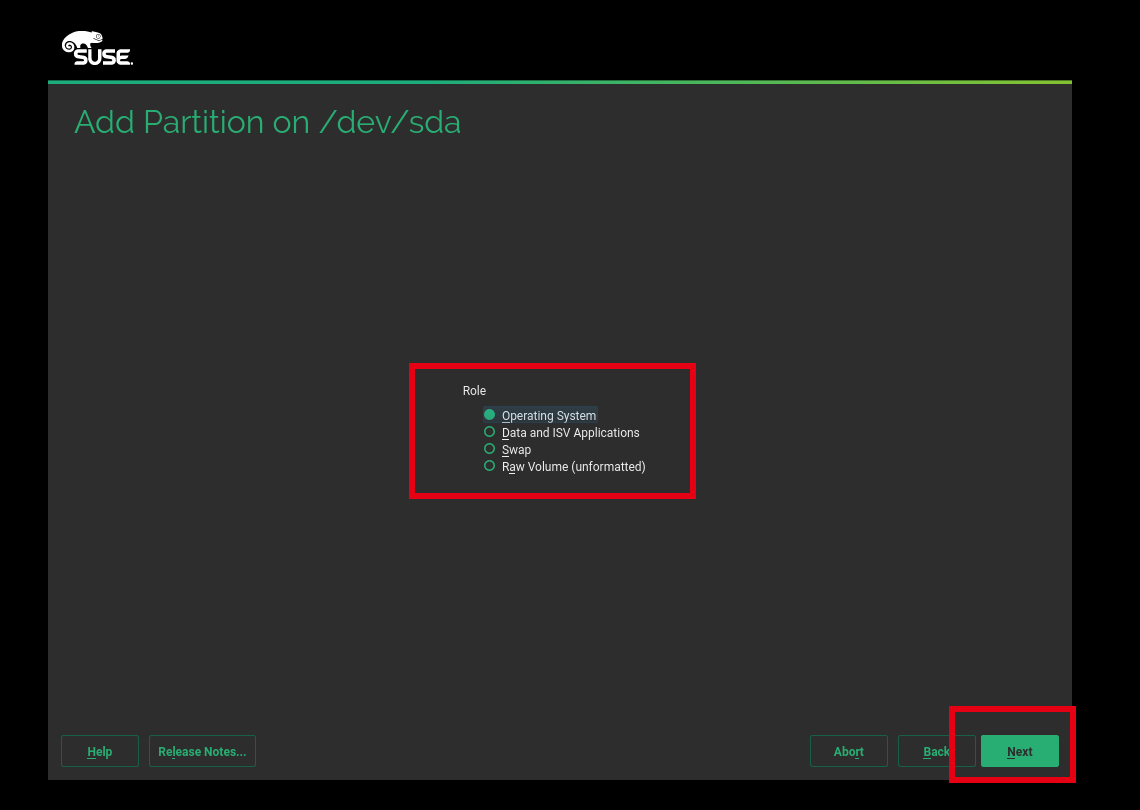 SUSE.
Add Partition on /dev/sda
Role
Operating System
Data and ISV Applications
Swap
Raw Volume (unformatted)
Help Release Notes... Abort Back Next